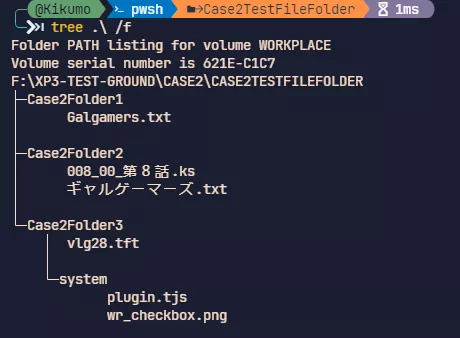 @Kikumo pwsh Case2TestFileFolder 1ms
tree .\ /f
Folder PATH listing for volume WORKPLACE
Volume serial number is 621E-C1C7
F:\XP3-TEST-GROUND\CASE2\CASE2TESTFILEFOLDER
├─Case2Folder1
│      Galgamers.txt
│
├─Case2Folder2
│      008_00_第８話.ks
│      ギャルゲーマーズ.txt
│
└─Case2Folder3
    │  vlg28.tft
    │
    └─system
            plugin.tjs
            wr_checkbox.png